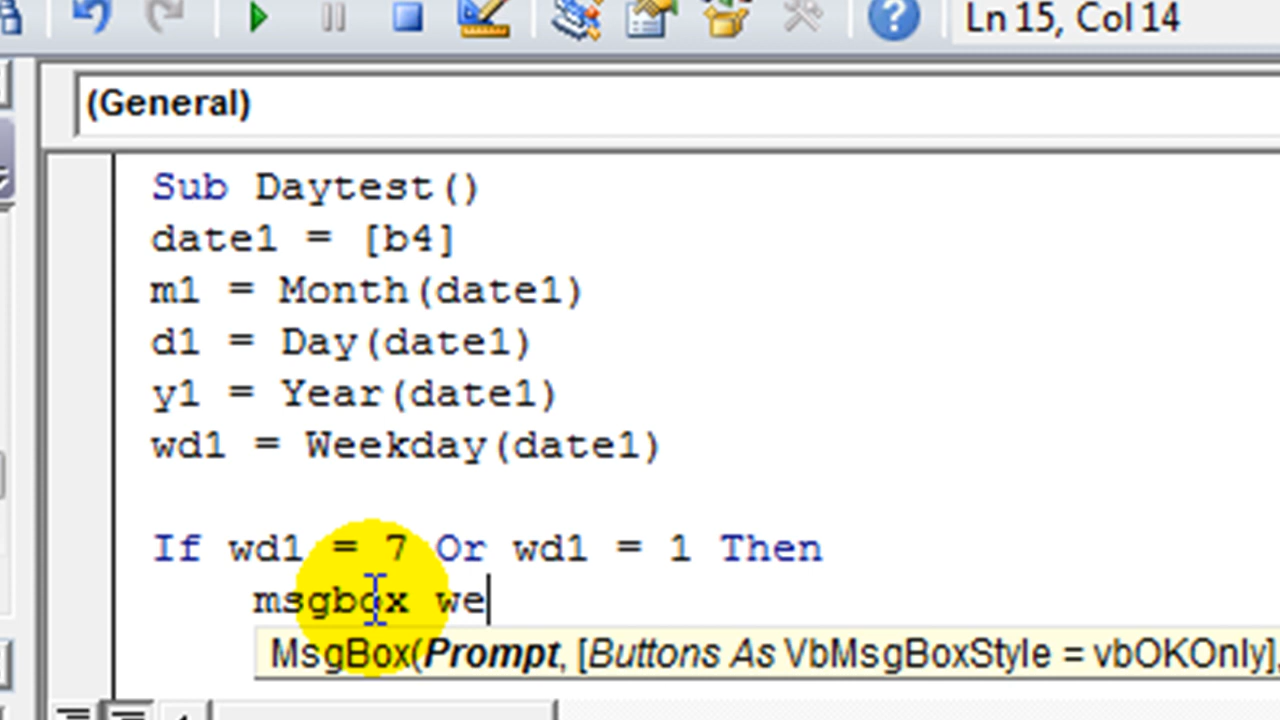 Ln 15, Col 14
(General)
Sub Daytest()
date1 = [b4]
m1 = Month(date1)
d1 = Day(date1)
y1 = Year(date1)
wd1 = Weekday(date1)
If wd1 = 7 Or wd1 = 1 Then
msgbox we
MsgBox(Prompt, [Buttons As VbMsgBoxStyle = vbOKOnly],